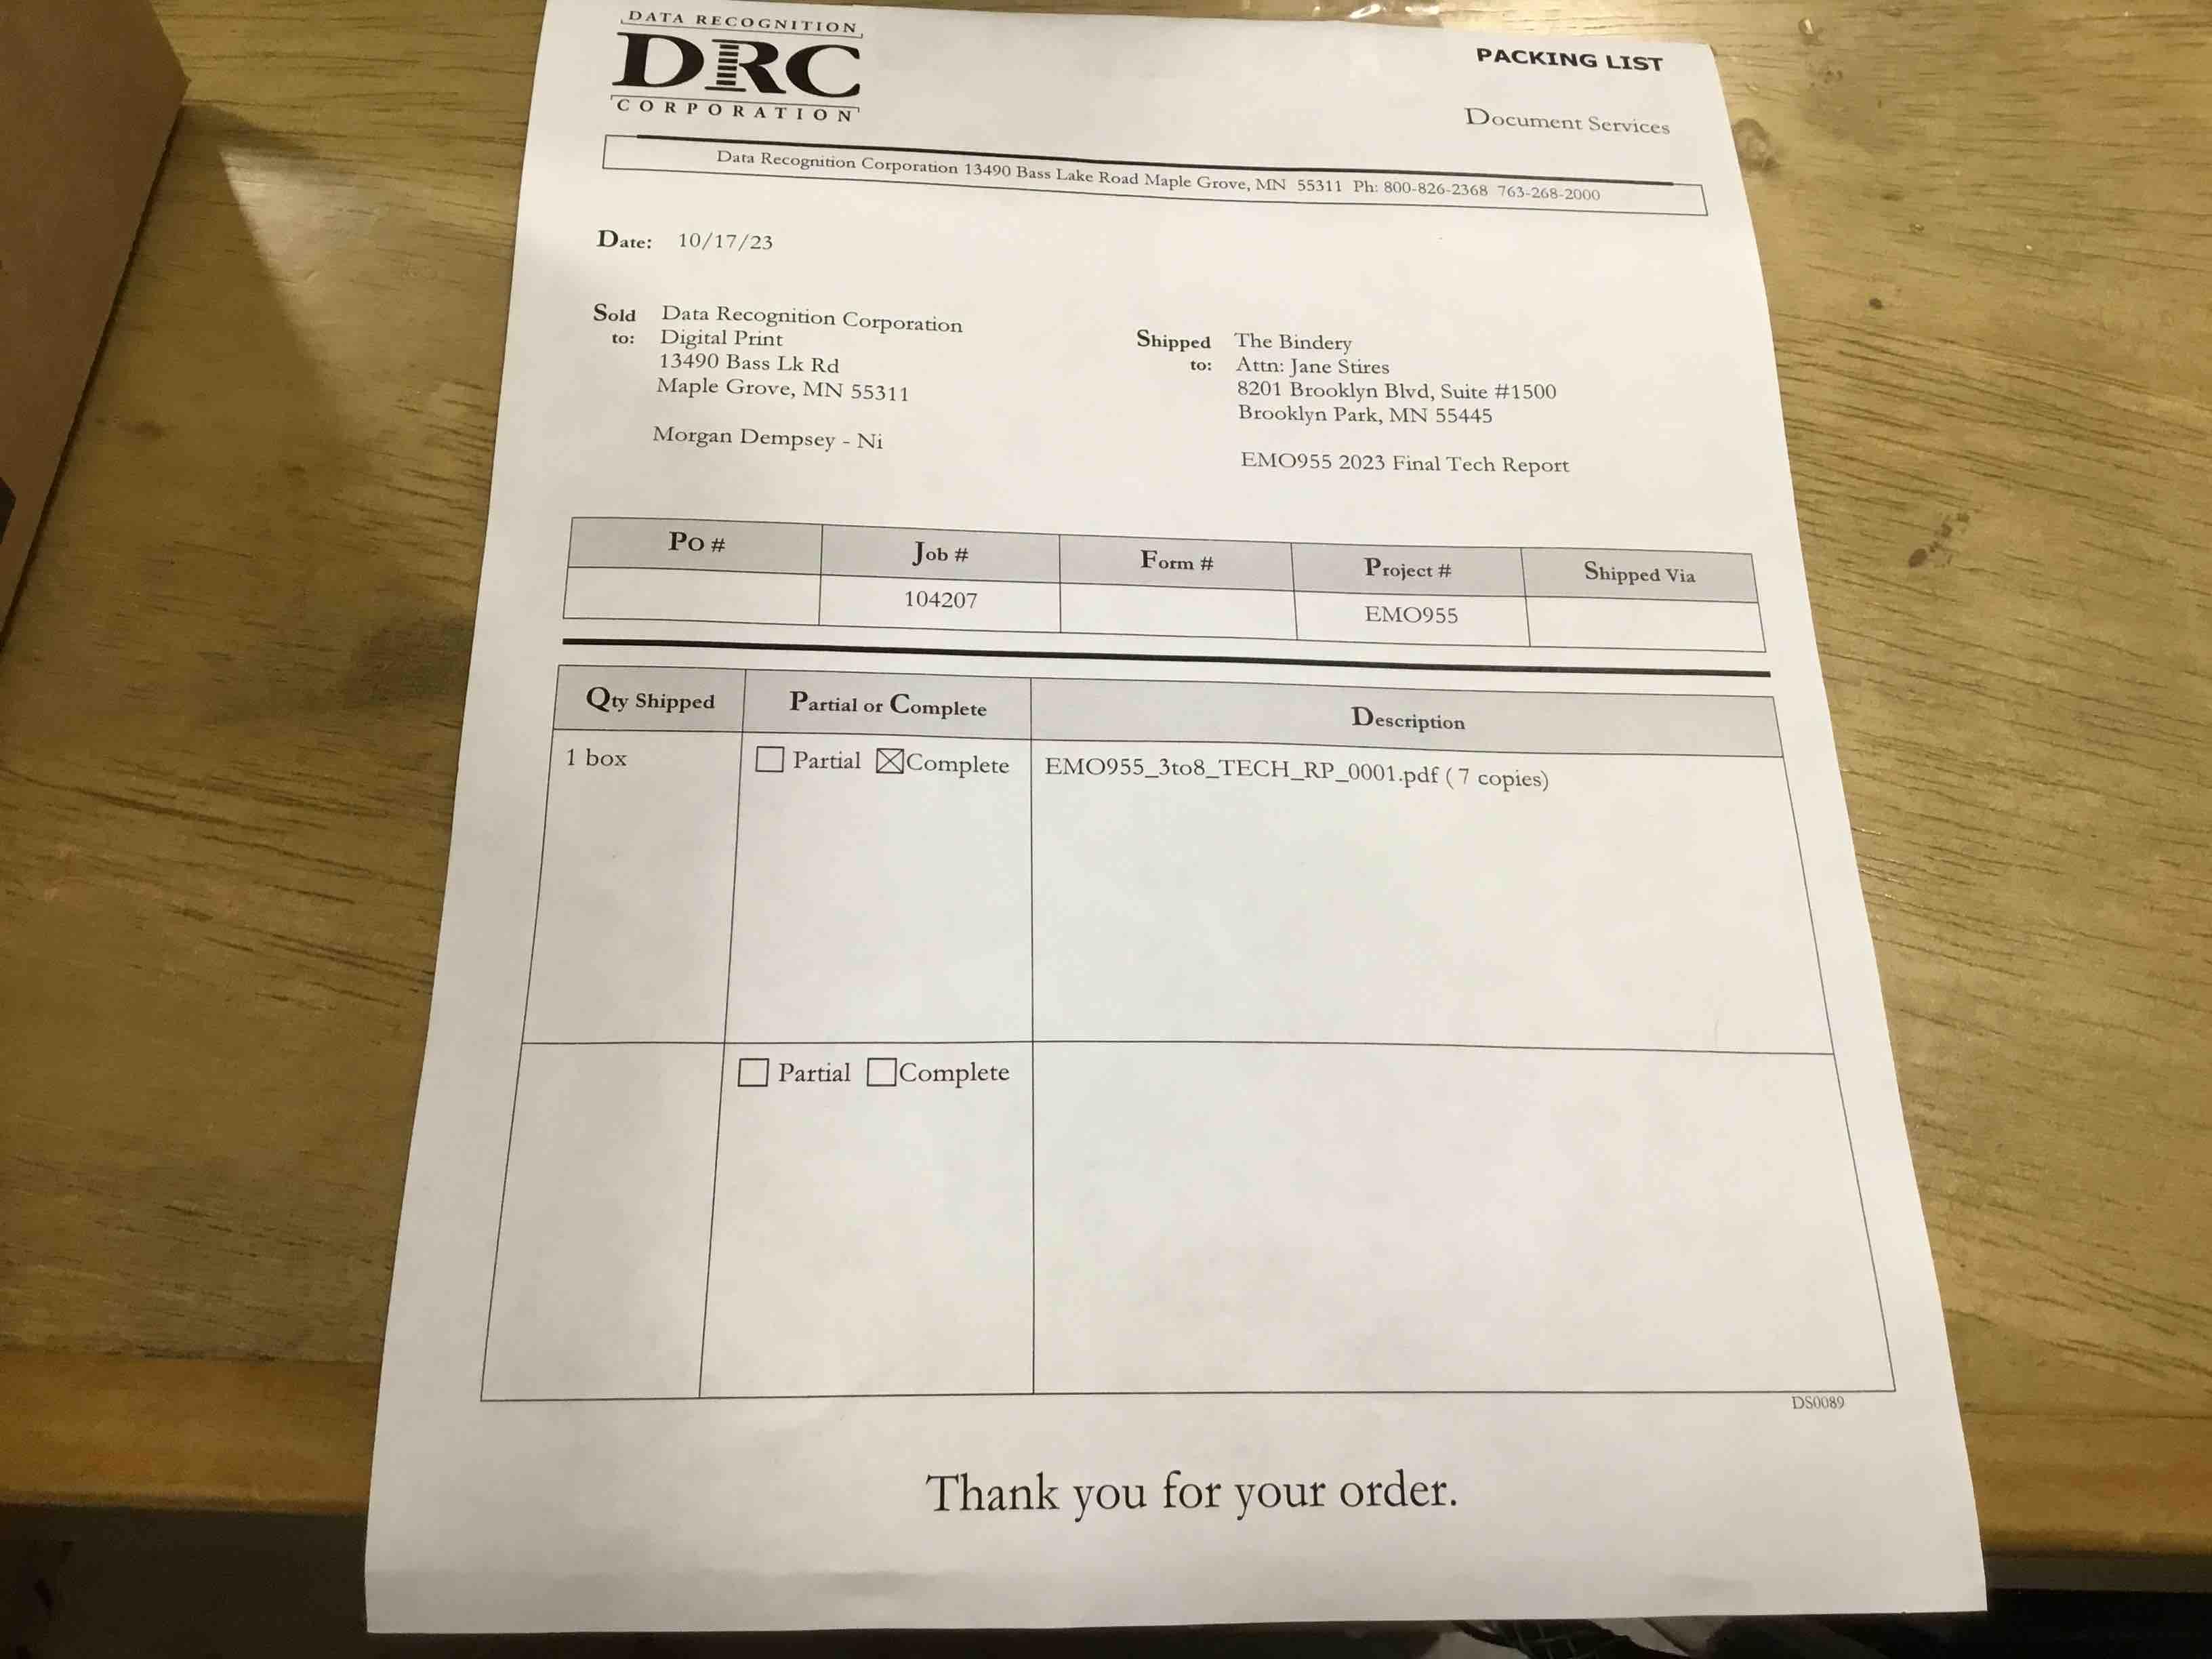 DATA RECOGNITION
DRC
CORPORATION
PACKING LIST
Document Services
Data Recognition Corporation 13490 Bass Lake Road Maple Grove, MN 55311 Ph: 800-826-2368 763-268-2000
Date: 10/17/23
Sold to: Data Recognition Corporation
Digital Print
13490 Bass Lk Rd
Maple Grove, MN 55311
Morgan Dempsey - Ni
Shipped to: The Bindery
Attn: Jane Stires
8201 Brooklyn Blvd, Suite #1500
Brooklyn Park, MN 55445
EMO955 2023 Final Tech Report
Po # Job # Form # Project # Shipped Via
104207 EMO955
Qty Shipped Partial or Complete Description
1 box Partial Complete EMO955_3to8_TECH_RP_0001.pdf ( 7 copies)
Partial Complete
DS0089
Thank you for your order.